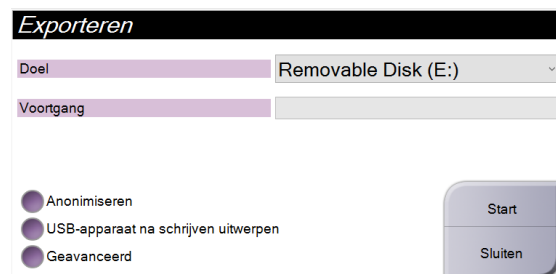 Exporteren
Doel Removable Disk (E:)
Voortgang
Anonimiseren
USB-apparaat na schrijven uitwerpen
Geavanceerd
Start
Sluiten